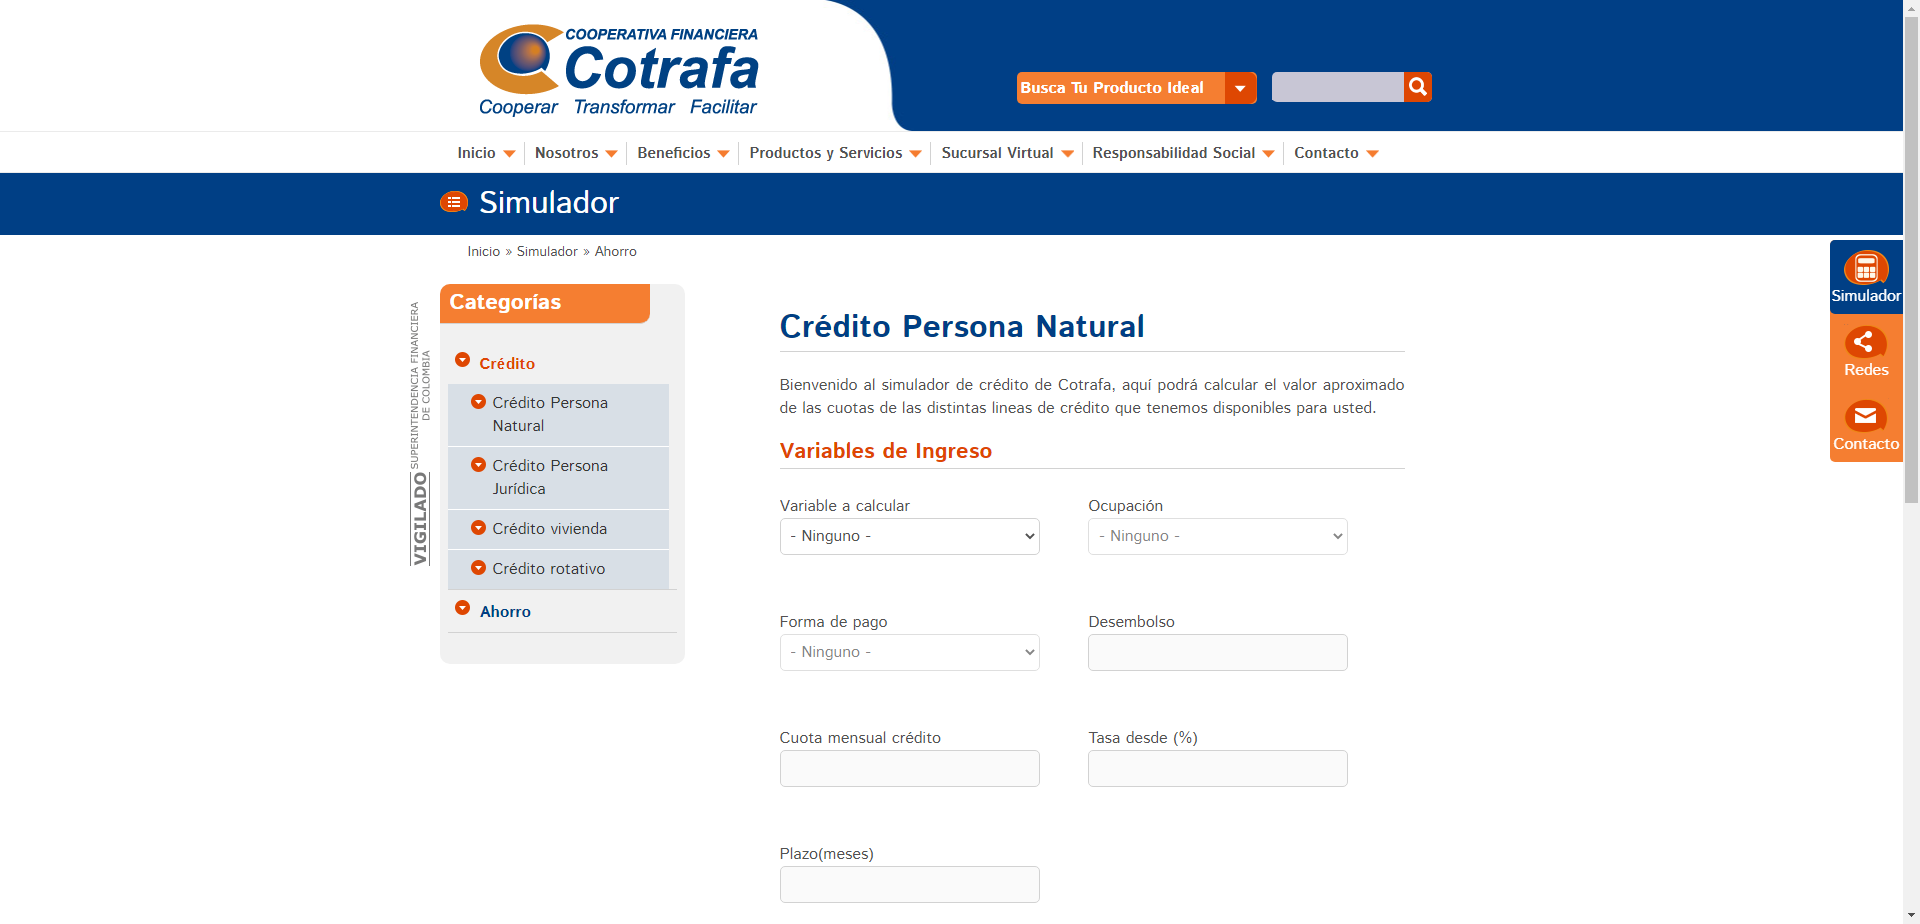 COOPERATIVA FINANCIERA
Cotrafa
Cooperar Transformar Facilitar
Busca Tu Producto Ideal
Inicio
Nosotros
Beneficios
Productos y Servicios
Sucursal Virtual
Responsabilidad Social
Contacto
Simulador
Inicio » Simulador » Ahorro
VIGILADO
SUPERINTENDENCIA FINANCIERA
DE COLOMBIA
Categorías
Crédito
Crédito Persona
Natural
Crédito Persona
Jurídica
Crédito vivienda
Crédito rotativo
Ahorro
Crédito Persona Natural
Bienvenido al simulador de crédito de Cotrafa, aquí podrá calcular el valor aproximado
de las cuotas de las distintas lineas de crédito que tenemos disponibles para usted.
Variables de Ingreso
Variable a calcular
- Ninguno -
Ocupación
- Ninguno -
Forma de pago
- Ninguno -
Desembolso
Cuota mensual crédito
Tasa desde (%)
Plazo(meses)
Simulador
Redes
Contacto